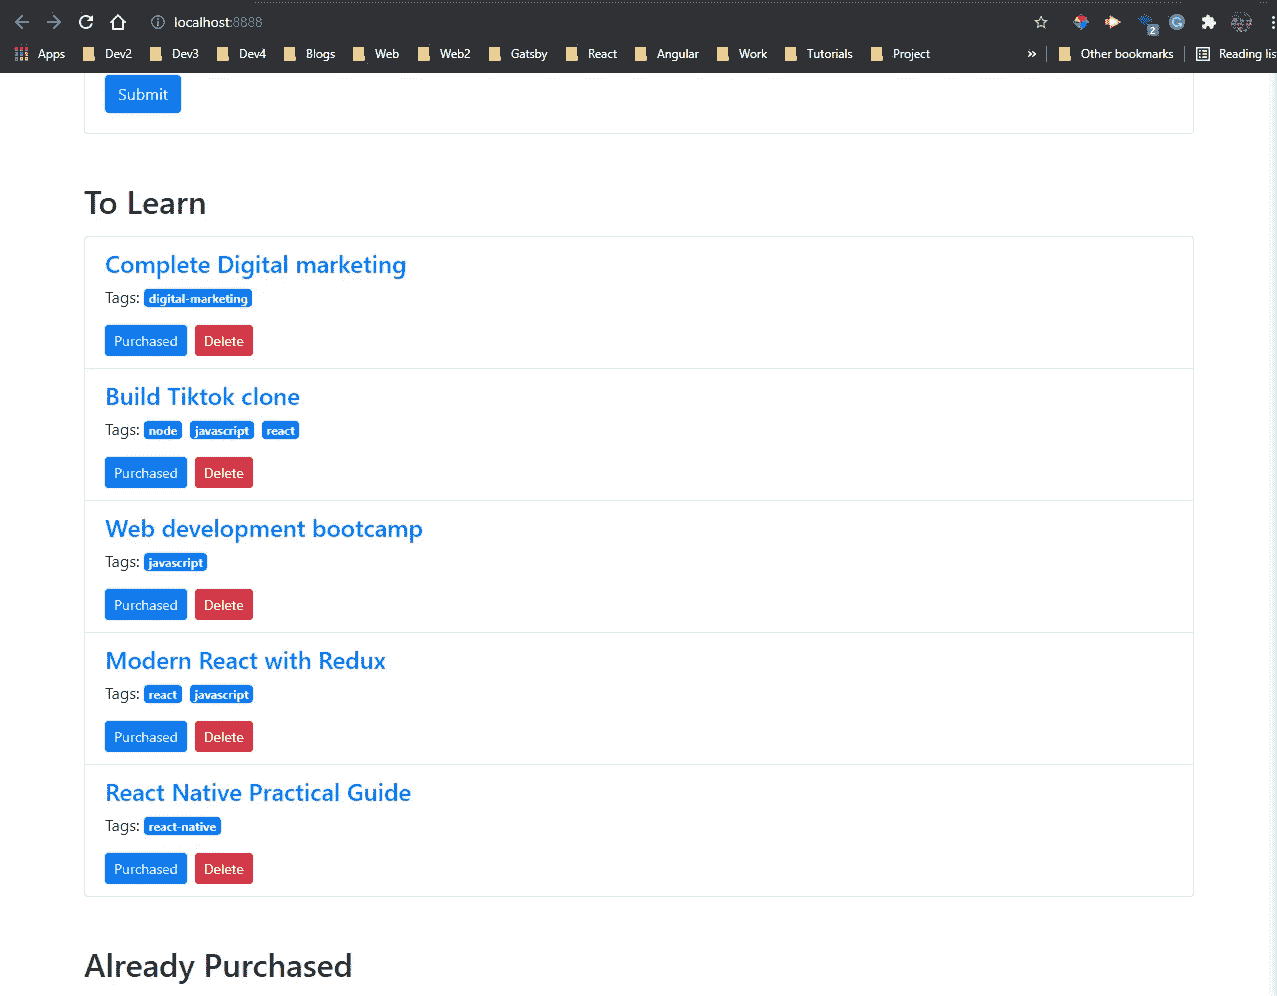 localhost:8888
2
Apps Dev2 Dev3 Dev4 Blogs Web Web2 Gatsby React Angular Work Tutorials Project » Other bookmarks Reading lis
Submit
To Learn
Complete Digital marketing
Tags: digital-marketing
Purchased Delete
Build Tiktok clone
Tags: node javascript react
Purchased Delete
Web development bootcamp
Tags: javascript
Purchased Delete
Modern React with Redux
Tags: react javascript
Purchased Delete
React Native Practical Guide
Tags: react-native
Purchased Delete
Already Purchased